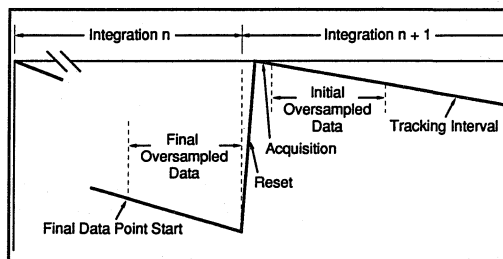 Integration n
Integration n + 1
Initial
Oversampled
Data
Tracking Interval
Final
Oversampled
Data
Acquisition
Reset
Final Data Point Start